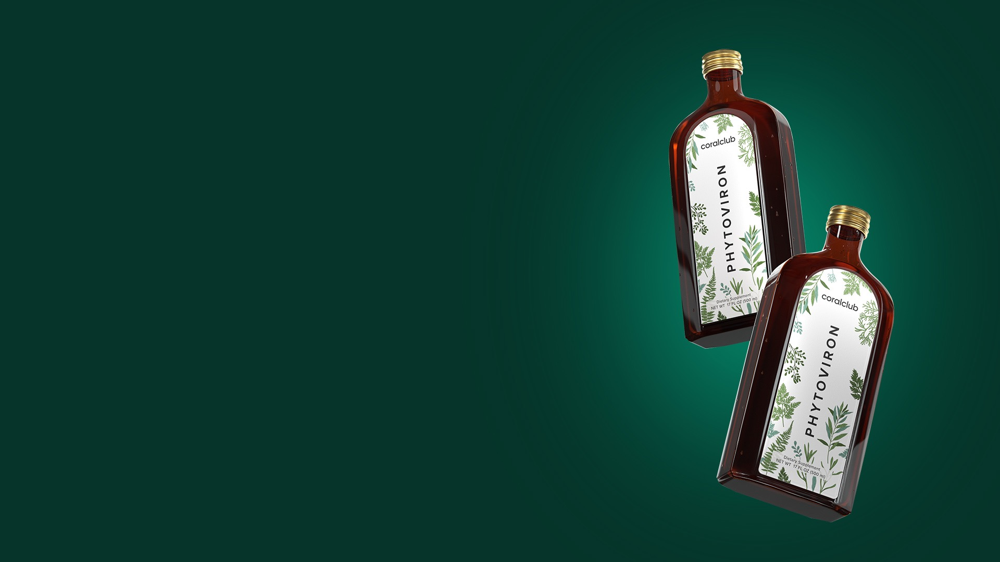 coralclub
PHYTOVIRON
Dietary Supplement
NET WT 17 FL OZ (500 ml)
coralclub
PHYTOVIRON
Dietary Supplement
NET WT 17 FL OZ (500 ml)